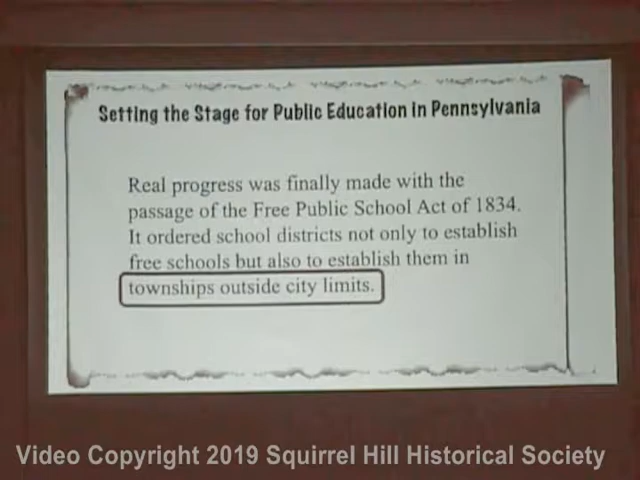 Setting the Stage for Public Education in Pennsylvania
Real progress was finally made with the
passage of the Free Public School Act of 1834.
It ordered school districts not only to establish
free schools but also to establish them in
townships outside city limits.
Video Copyright 2019 Squirrel Hill Historical Society